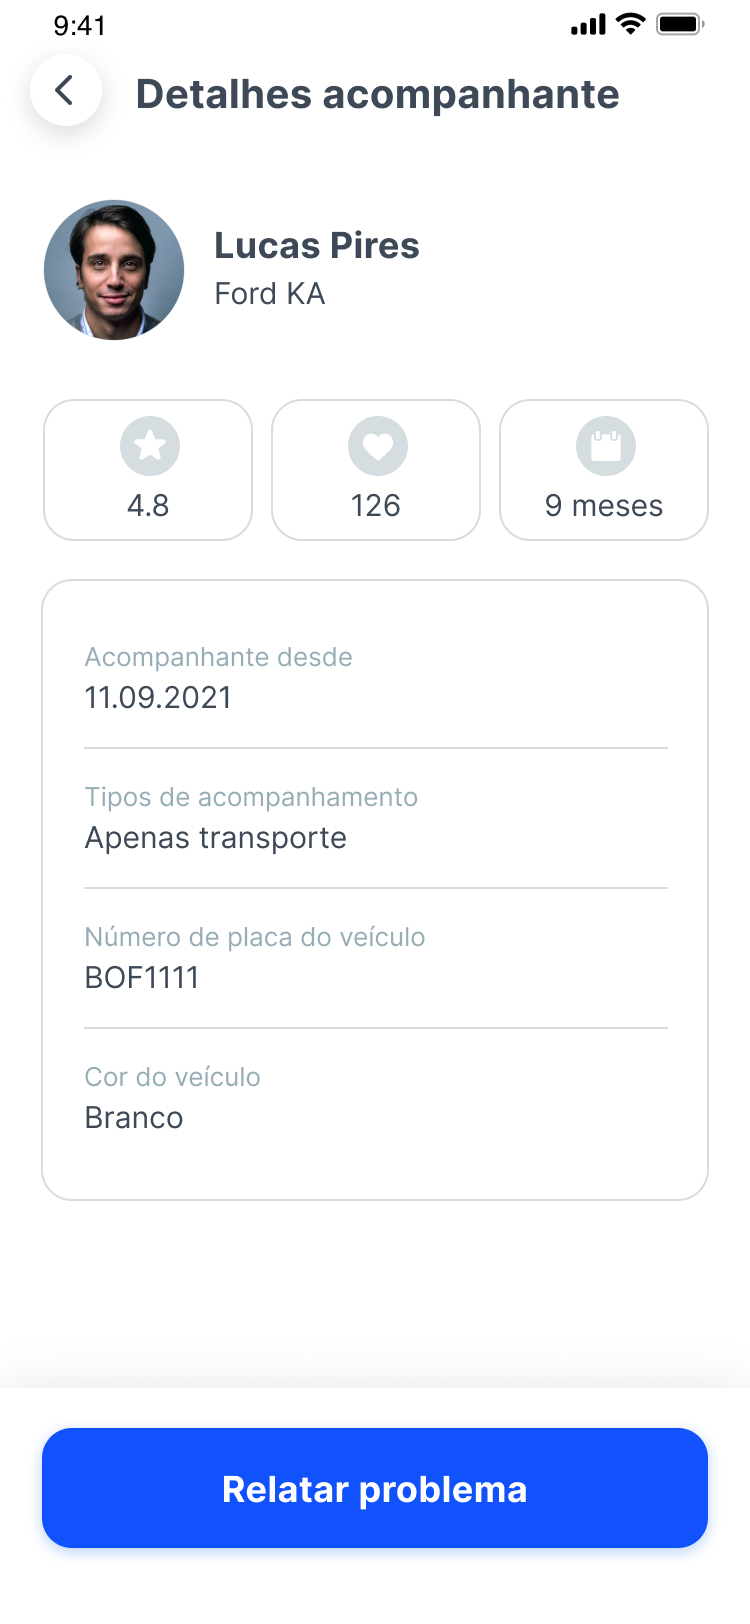 9:41
Detalhes acompanhante
Lucas Pires
Ford KA
4.8
126
9 meses
Acompanhante desde
11.09.2021
Tipos de acompanhamento
Apenas transporte
Número de placa do veículo
BOF1111
Cor do veículo
Branco
Relatar problema